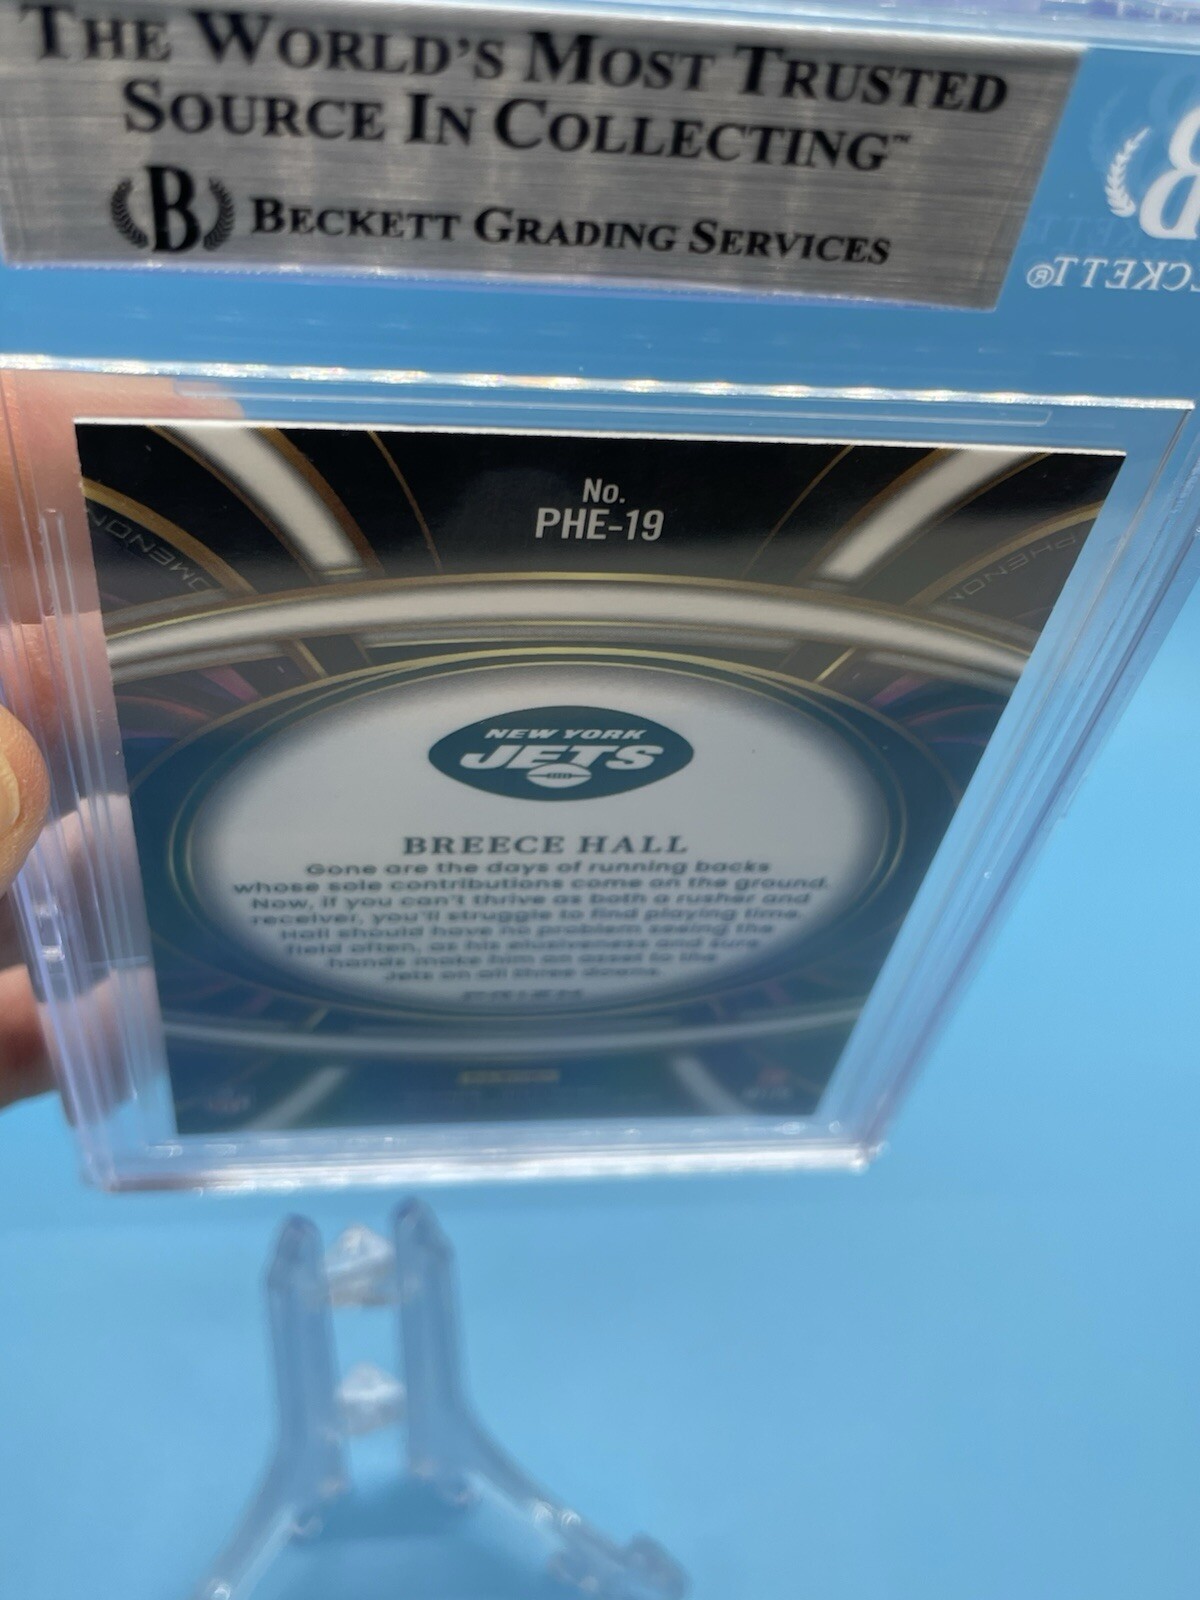 THE WORLD'S MOST TRUSTED
SOURCE IN COLLECTING™
B BECKETT GRADING SERVICES
B
CKETT®
No.
PHE-19
PHENOM
NEW YORK
JETS
BREECE HALL
Gone are the days of running backs
whose sole contributions come on the ground.
Now, if you can't thrive as both a rusher and
receiver, you'll struggle to find playing time.
Hall should have no problem seeing the
field often, as his elusiveness and sure
hands make him an asset to the
Jets on all three downs.
PRIZM